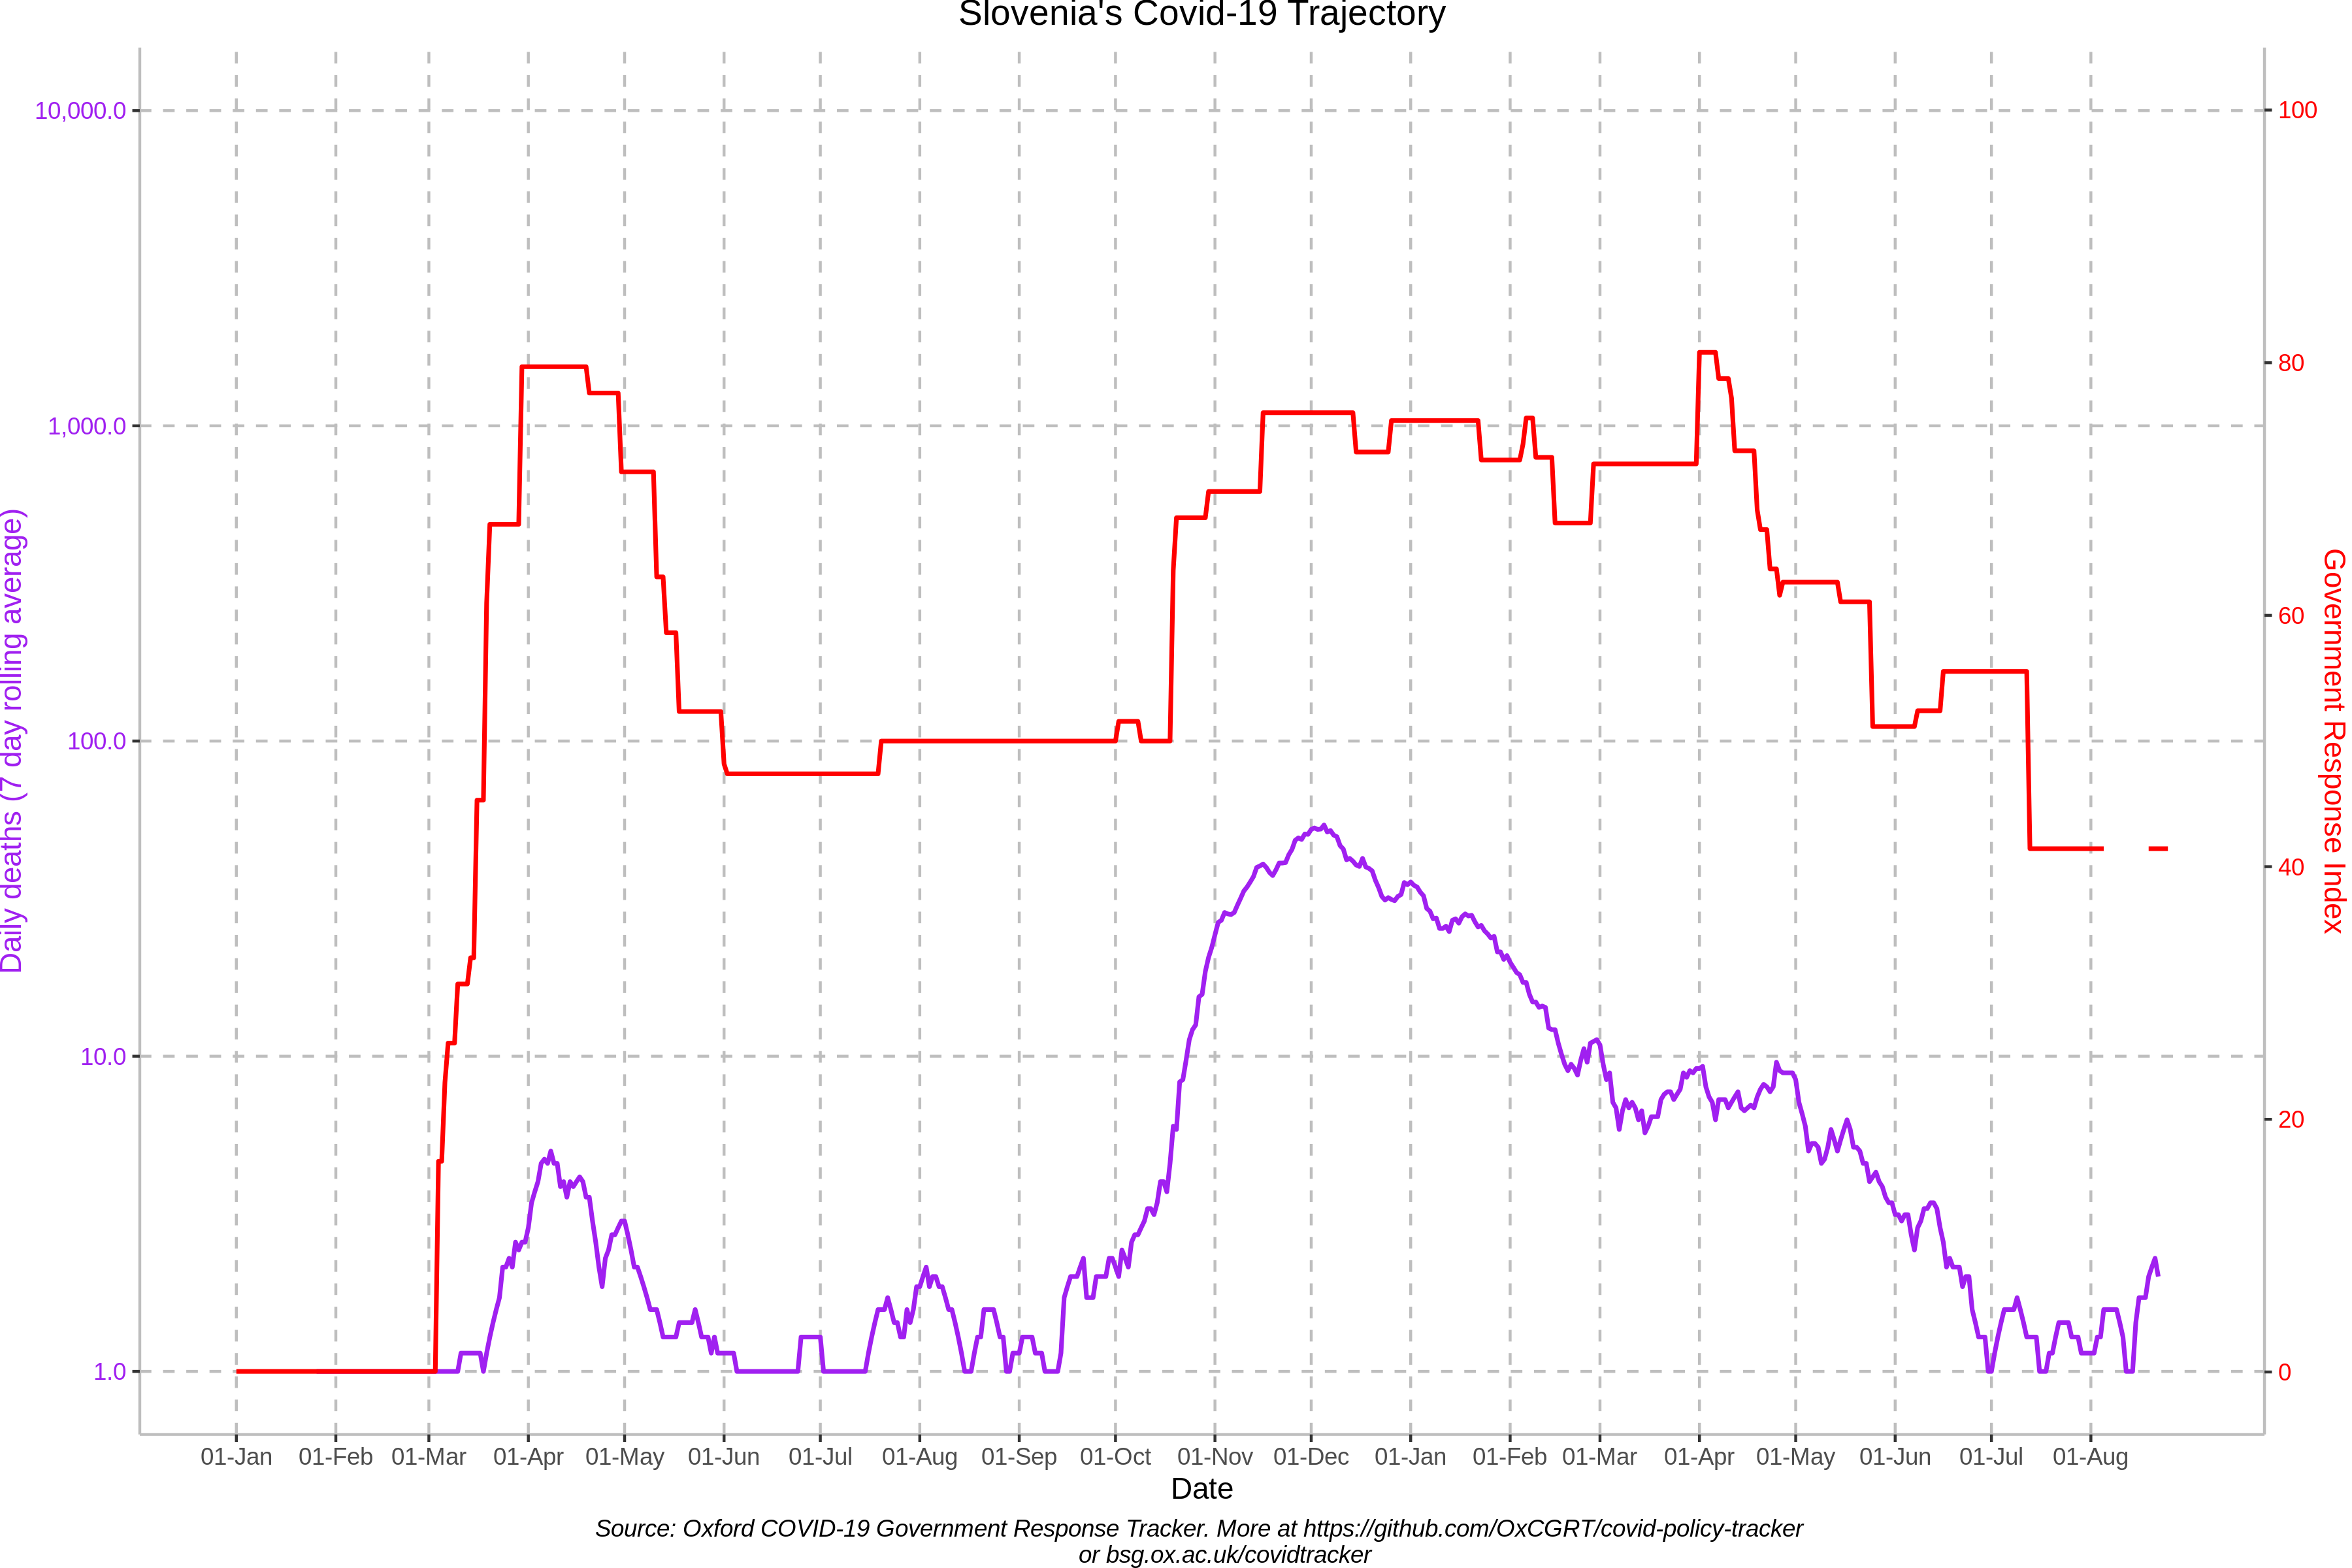 Slovenia's Covid-19 Trajectory
10,000.0
1,000.0
100.0
10.0
1.0
Daily deaths (7 day rolling average)
100
80
60
40
20
0
Government Response Index
01-Jan 01-Feb 01-Mar 01-Apr 01-May 01-Jun 01-Jul 01-Aug 01-Sep 01-Oct 01-Nov 01-Dec 01-Jan 01-Feb 01-Mar 01-Apr 01-May 01-Jun 01-Jul 01-Aug
Date
Source: Oxford COVID-19 Government Response Tracker. More at https://github.com/OxCGRT/covid-policy-tracker
or bsg.ox.ac.uk/covidtracker